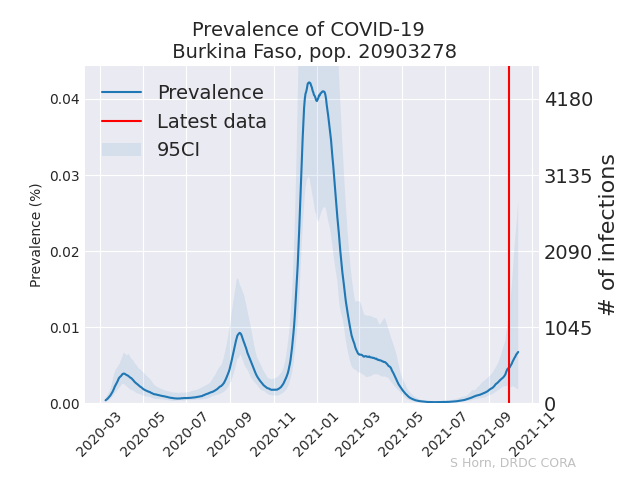 Prevalence of COVID-19
Burkina Faso, pop. 20903278
Prevalence
Latest data
95CI
Prevalence (%)
0.04
0.03
0.02
0.01
0.00
4180
3135
2090
1045
0
# of infections
2020-03
2020-05
2020-07
2020-09
2020-11
2021-01
2021-03
2021-05
2021-07
2021-09
2021-11
S Horn, DRDC CORA